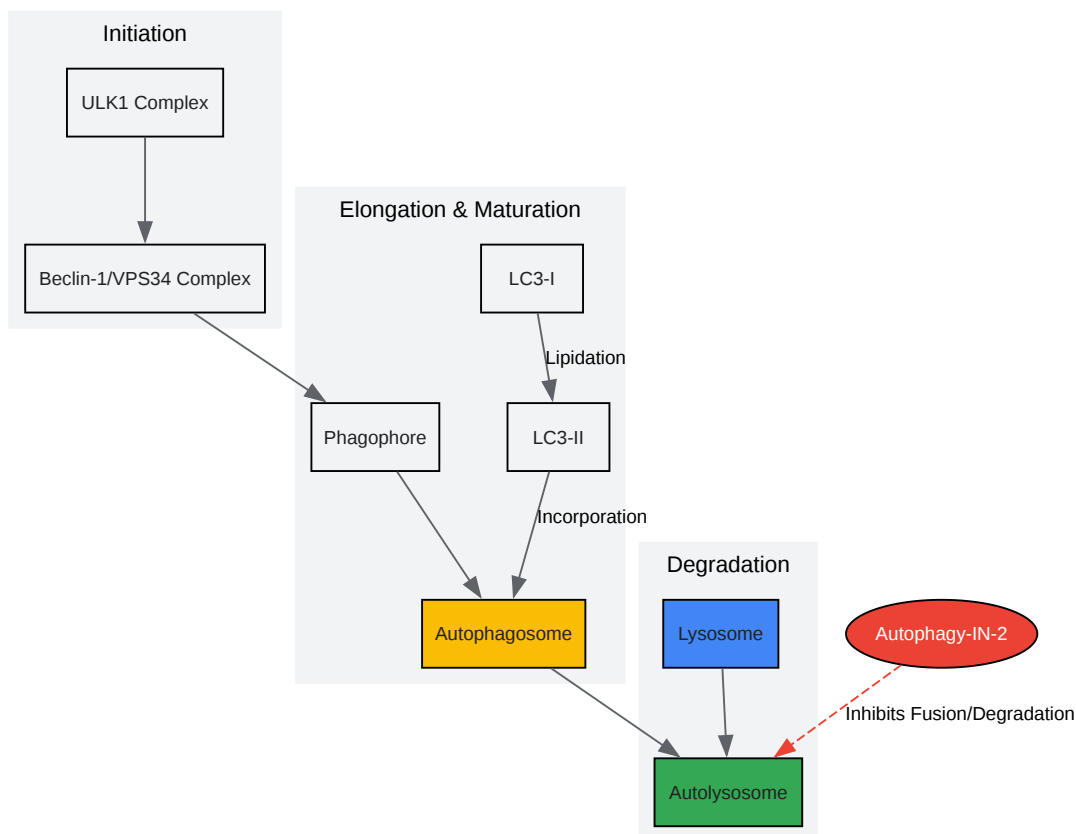 Initiation
ULK1 Complex
Elongation & Maturation
Beclin-1/VPS34 Complex
LC3-I
Lipidation
Phagophore
LC3-II
Incorporation
Degradation
Autophagosome
Lysosome
Autophagy-IN-2
Inhibits Fusion/Degradation
Autolysosome